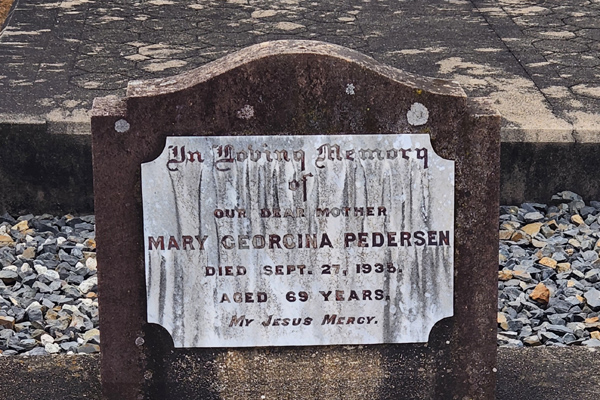 In Loving Memory
of
OUR DEAR MOTHER
MARY GEORGINA PEDERSEN
DIED SEPT. 27, 1935.
AGED 69 YEARS.
MY JESUS MERCY.